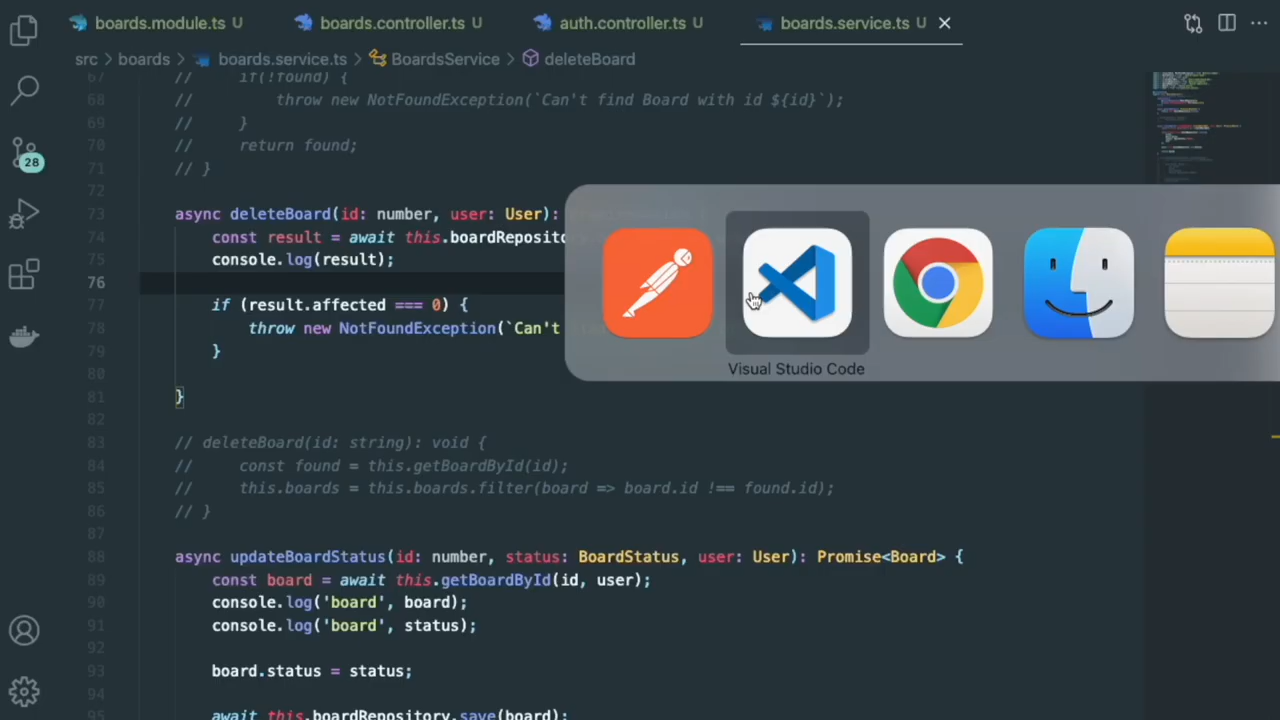 boards.module.ts U
boards.controller.ts U
auth.controller.ts U
boards.service.ts U
src > boards > boards.service.ts > BoardsService > deleteBoard
67 // if(!found) {
68 // throw new NotFoundException(`Can't find Board with id ${id}`);
69 // }
70 // return found;
71 // }
72
73 async deleteBoard(id: number, user: User):
74 const result = await this.boardReposito
75 console.log(result);
76
77 if (result.affected === 0) {
78 throw new NotFoundException(`Can't
79 }
80
81 }
82
83 // deleteBoard(id: string): void {
84 // const found = this.getBoardById(id);
85 // this.boards = this.boards.filter(board => board.id !== found.id);
86 // }
87
88 async updateBoardStatus(id: number, status: BoardStatus, user: User): Promise<Board> {
89 const board = await this.getBoardById(id, user);
90 console.log('board', board);
91 console.log('board', status);
92
93 board.status = status;
94
95 await this.boardRepository.save(board);
28
Visual Studio Code